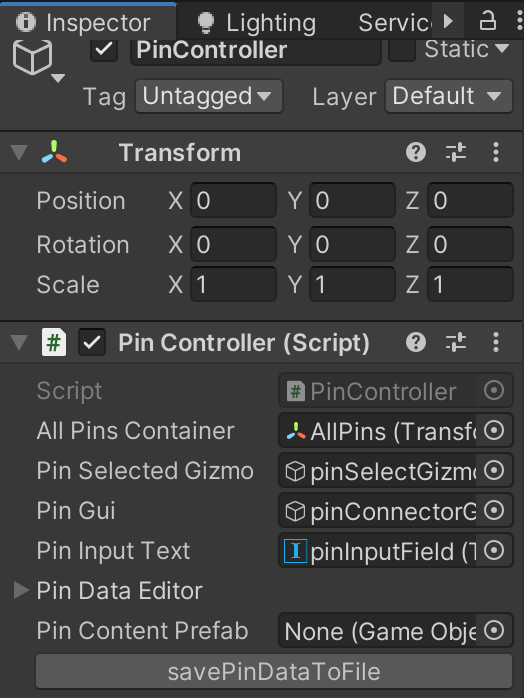 Inspector Lighting Servic
PinController Static
Tag Untagged Layer Default
Transform
Position X 0 Y 0 Z 0
Rotation X 0 Y 0 Z 0
Scale X 1 Y 1 Z 1
# Pin Controller (Script)
Script # PinController
All Pins Container AllPins (Transfo
Pin Selected Gizmo pinSelectGizmo
Pin Gui pinConnectorG
Pin Input Text I pinInputField (T
Pin Data Editor
Pin Content Prefab None (Game Obje
savePinDataToFile